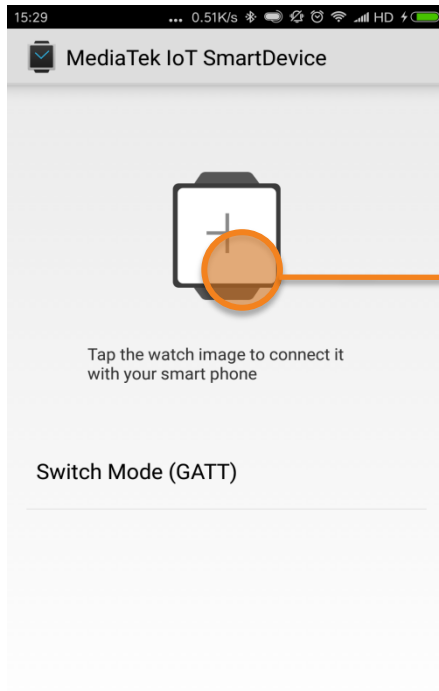 15:29 ... 0.51K/s HD
MediaTek IoT SmartDevice
Tap the watch image to connect it
with your smart phone
Switch Mode (GATT)